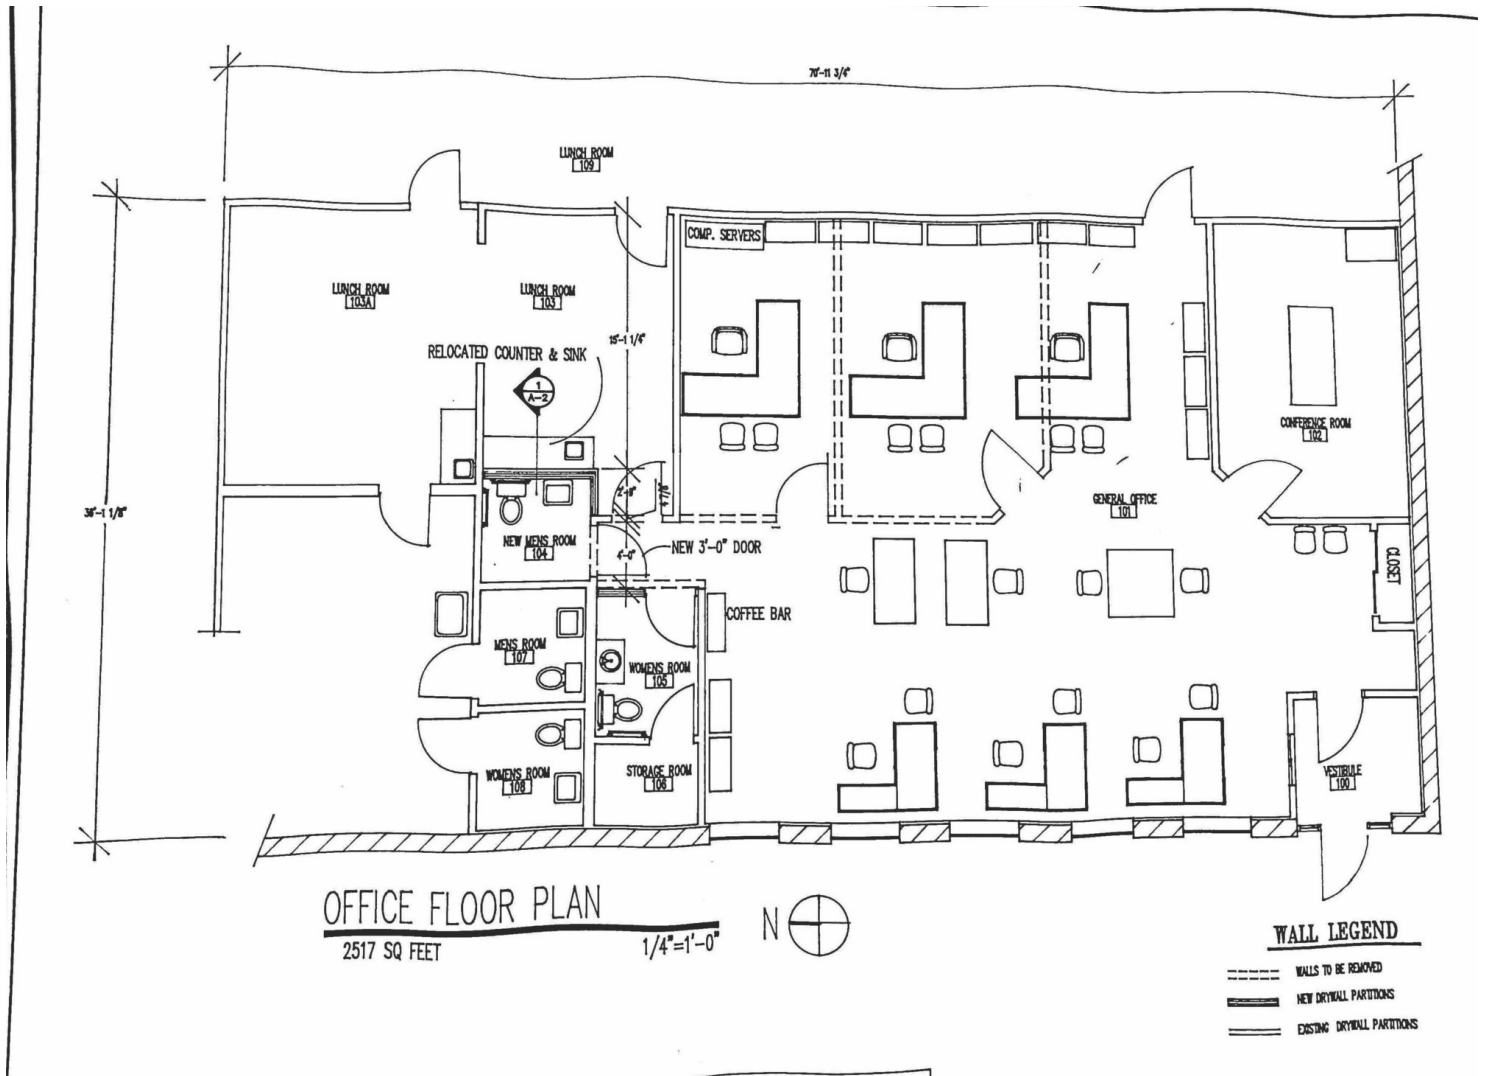 70'-11 3/4"
LUNCH ROOM
109
COMP. SERVERS
LUNCH ROOM
103A
LUNCH ROOM
103
15'-1 1/4"
RELOCATED COUNTER & SINK
1
A-2
CONFERENCE ROOM
102
2'-9"
4 7/8"
GENERAL OFFICE
101
36'-1 1/8"
NEW MENS ROOM
104
4'-0"
NEW 3'-0" DOOR
CLOSET
COFFEE BAR
MENS ROOM
107
WOMENS ROOM
105
WOMENS ROOM
108
STORAGE ROOM
106
VESTIBULE
100
OFFICE FLOOR PLAN
2517 SQ FEET
1/4"=1'-0"
N
WALL LEGEND
WALLS TO BE REMOVED
NEW DRYWALL PARTITIONS
EXISTING DRYWALL PARTITIONS